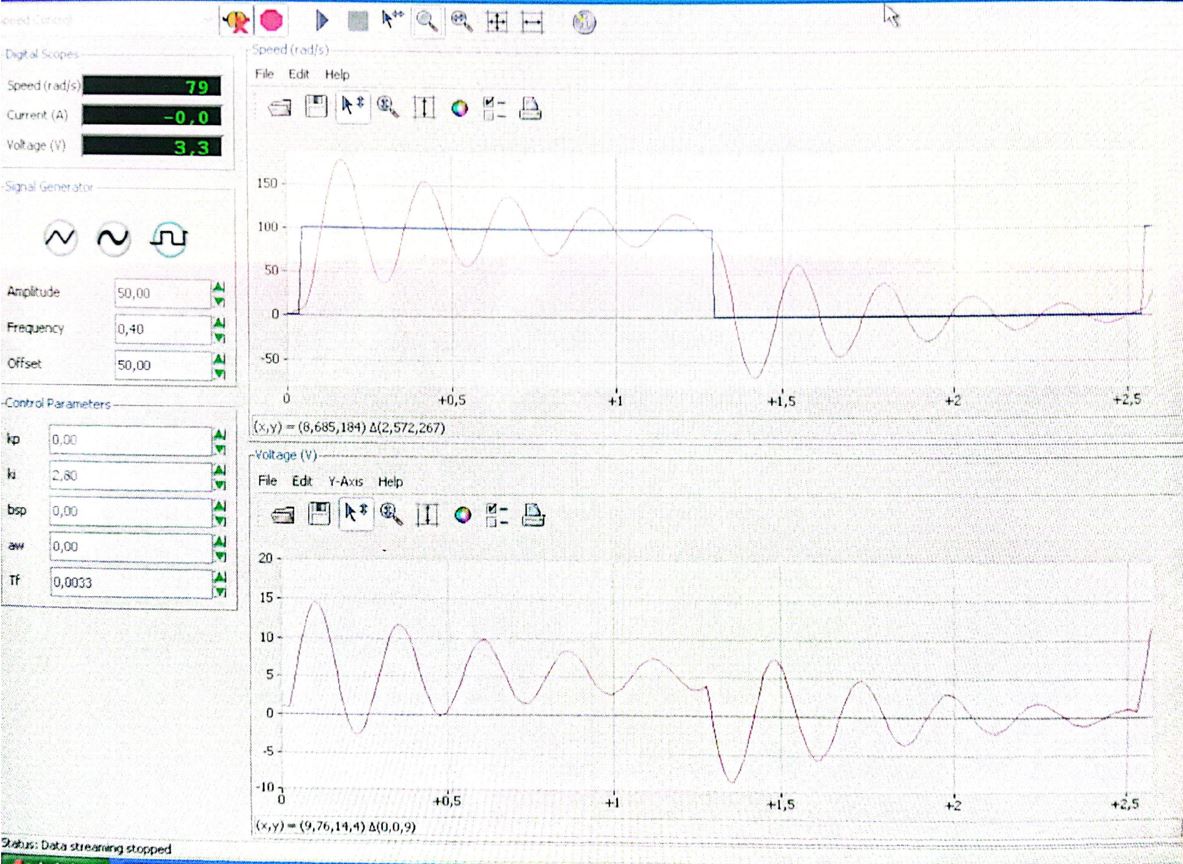 Speed Control
Digital Scopes
Speed (rad/s) 79
Current (A) -0,0
Voltage (V) 3,3
Signal Generator
Amplitude 50,00
Frequency 0,40
Offset 50,00
Control Parameters
kp 0,00
ki 2,80
bsp 0,00
aw 0,00
Tf 0,0033
Speed (rad/s)
File Edit Help
150
100
50
0
-50
0 +0,5 +1 +1,5 +2 +2,5
(x,y) = (8,685,184) Δ(2,572,267)
Voltage (V)
File Edit Y-Axis Help
20
15
10
5
0
-5
-10
0 +0,5 +1 +1,5 +2 +2,5
(x,y) = (9,76,14,4) Δ(0,0,9)
Status: Data streaming stopped